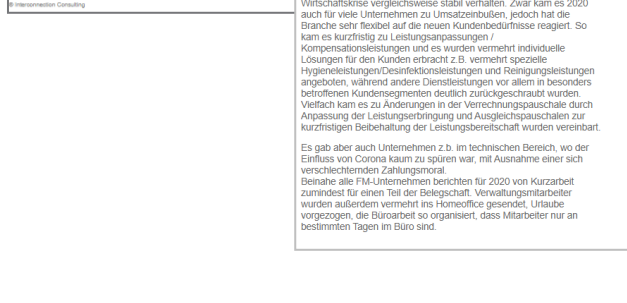 © Interconnection Consulting
Wirtschaftskrise vergleichsweise stabil verhalten. Zwar kam es 2020
auch für viele Unternehmen zu Umsatzeinbußen, jedoch hat die
Branche sehr flexibel auf die neuen Kundenbedürfnisse reagiert. So
kam es kurzfristig zu Leistungsanpassungen /
Kompensationsleistungen und es wurden vermehrt individuelle
Lösungen für den Kunden erbracht z.B. vermehrt spezielle
Hygieneleistungen/Desinfektionsleistungen und Reinigungsleistungen
angeboten, während andere Dienstleistungen vor allem in besonders
betroffenen Kundensegmenten deutlich zurückgeschraubt wurden.
Vielfach kam es zu Änderungen in der Verrechnungspauschale durch
Anpassung der Leistungserbringung und Ausgleichspauschalen zur
kurzfristigen Beibehaltung der Leistungsbereitschaft wurden vereinbart.
Es gab aber auch Unternehmen z.b. im technischen Bereich, wo der
Einfluss von Corona kaum zu spüren war, mit Ausnahme einer sich
verschlechternden Zahlungsmoral.
Beinahe alle FM-Unternehmen berichten für 2020 von Kurzarbeit
zumindest für einen Teil der Belegschaft. Verwaltungsmitarbeiter
wurden außerdem vermehrt ins Homeoffice gesendet, Urlaube
vorgezogen, die Büroarbeit so organisiert, dass Mitarbeiter nur an
bestimmten Tagen im Büro sind.